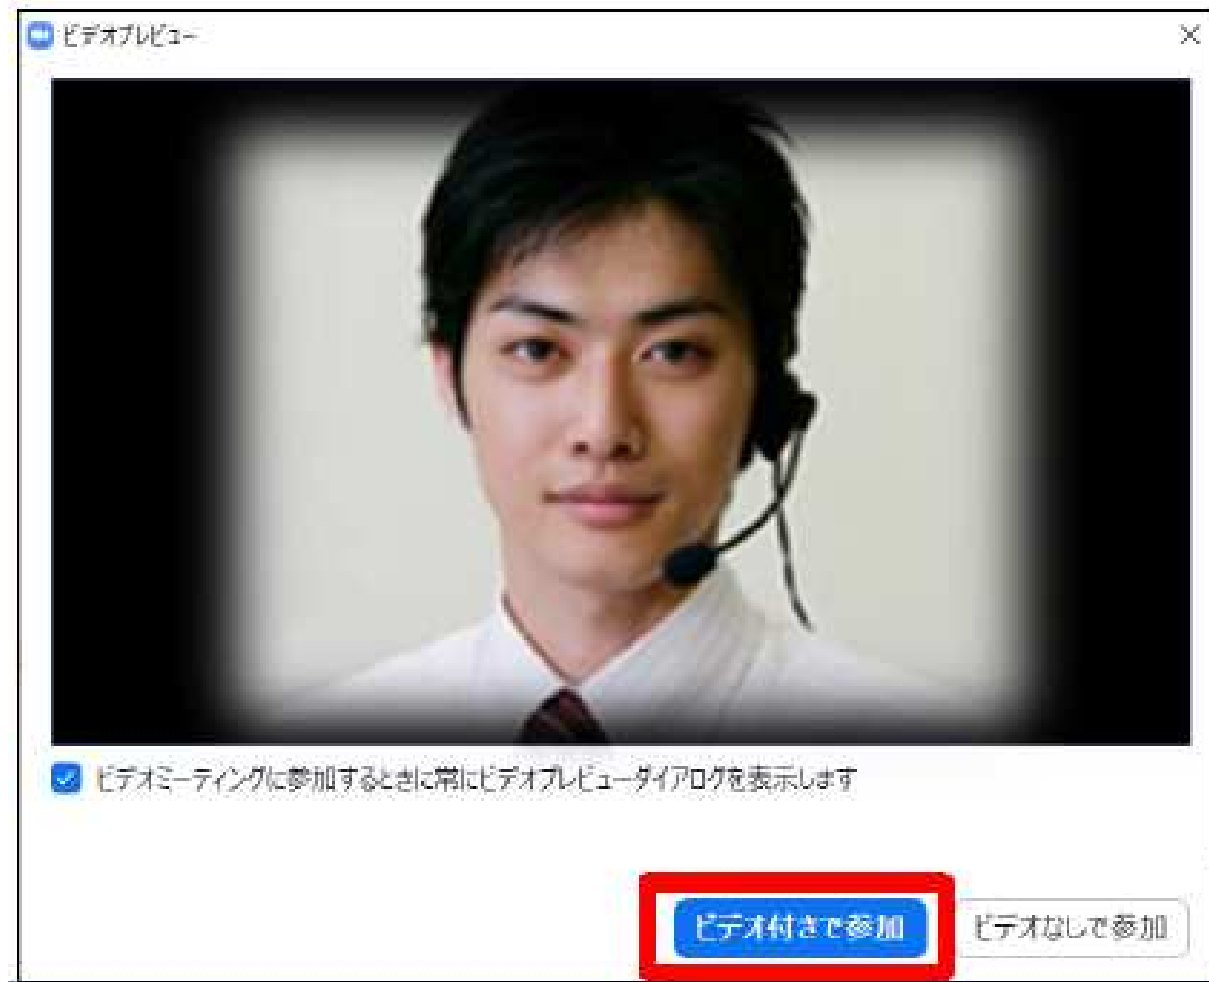 ビデオプレビュー
ビデオミーティングに参加するときに常にビデオプレビューダイアログを表示します
ビデオ付きで参加
ビデオなしで参加